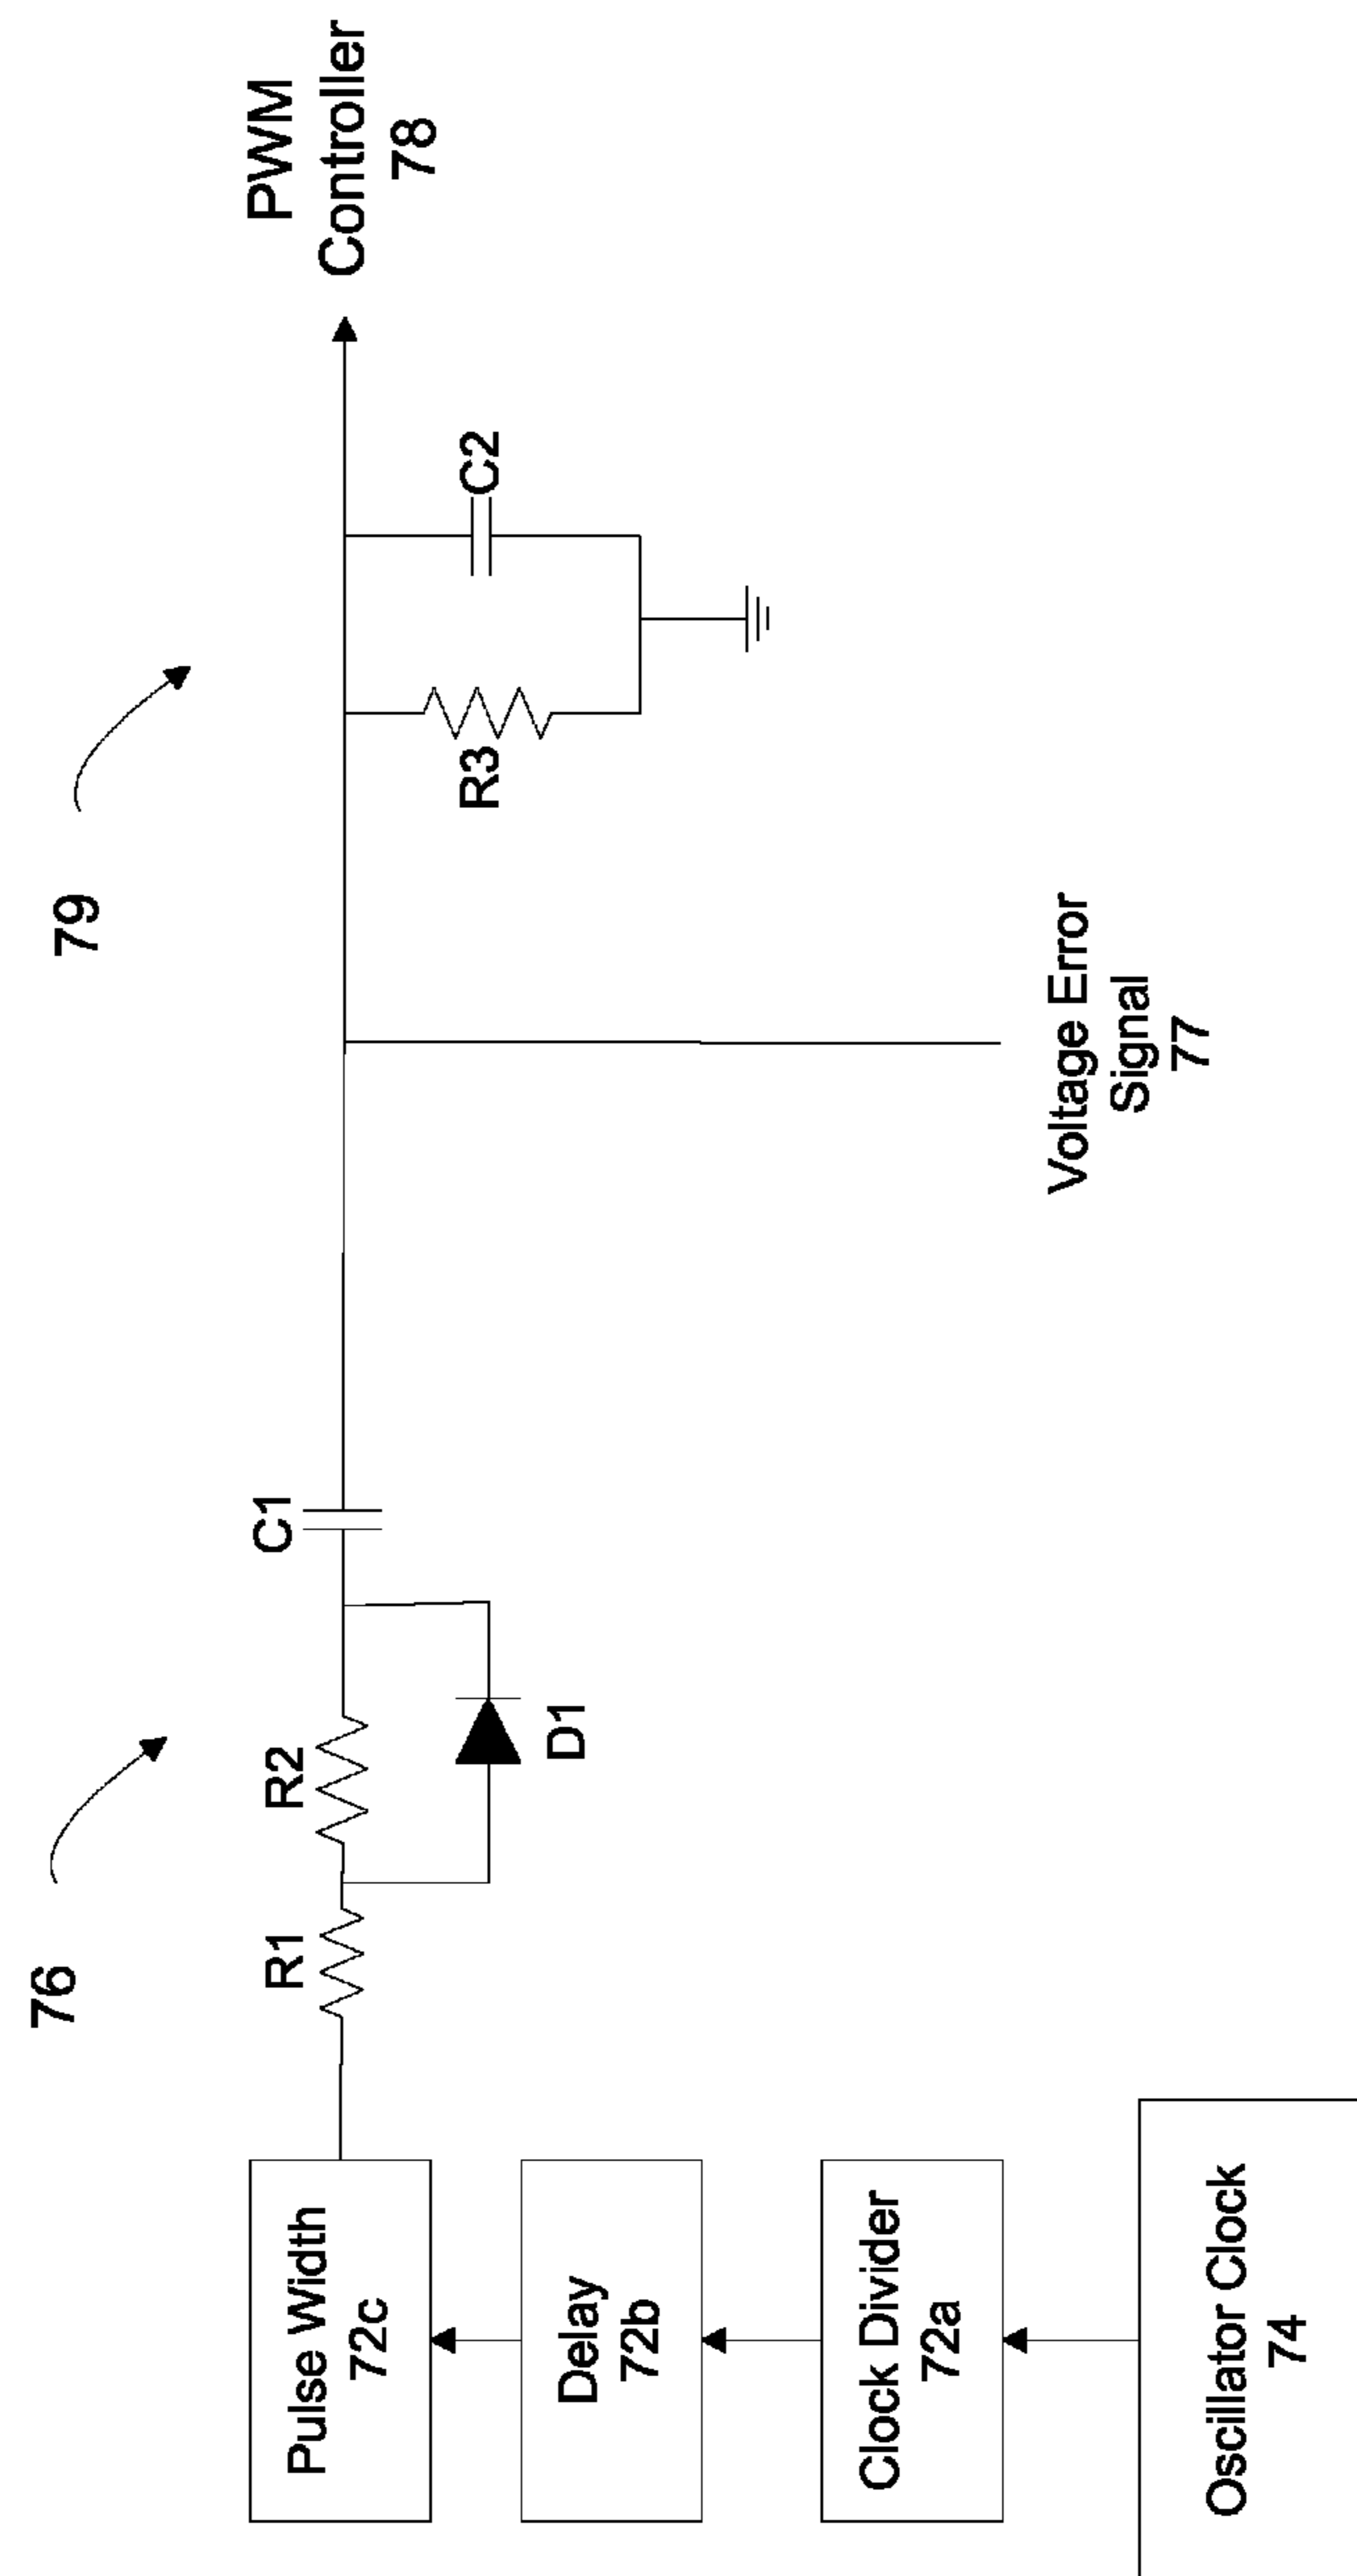 76
79
PWM
Controller
78
R1
R2
C1
D1
R3
C2
Pulse Width
72c
Delay
72b
Clock Divider
72a
Oscillator Clock
74
Voltage Error
Signal
77